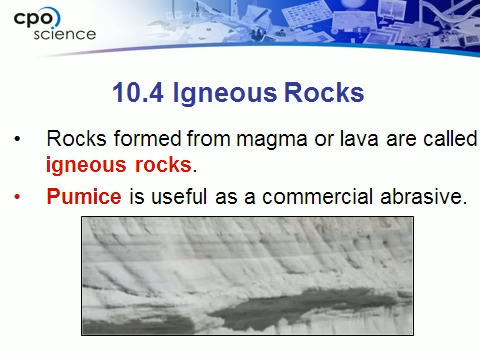 cpo
science
10.4 Igneous Rocks
• Rocks formed from magma or lava are called
igneous rocks.
• Pumice is useful as a commercial abrasive.